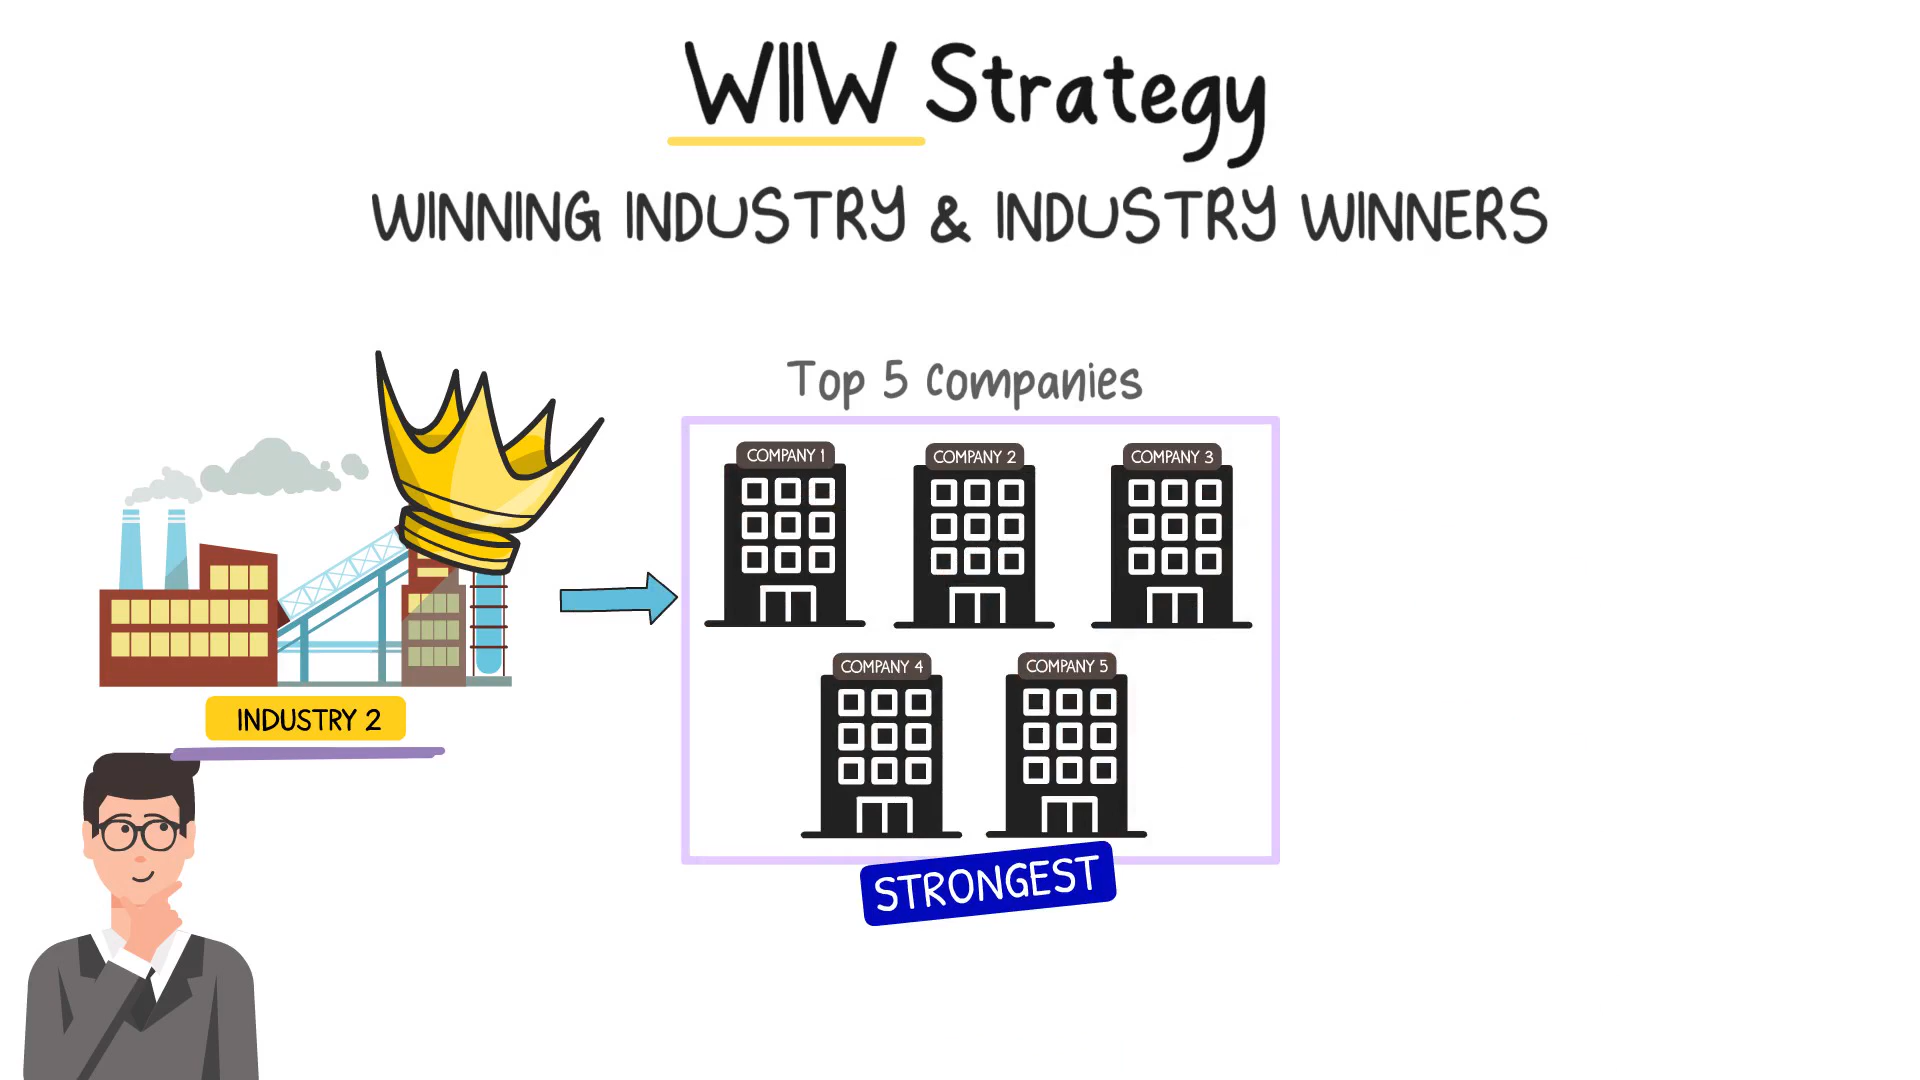 WIIW Strategy
WINNING INDUSTRY & INDUSTRY WINNERS
Top 5 Companies
COMPANY 1
COMPANY 2
COMPANY 3
COMPANY 4
COMPANY 5
INDUSTRY 2
STRONGEST